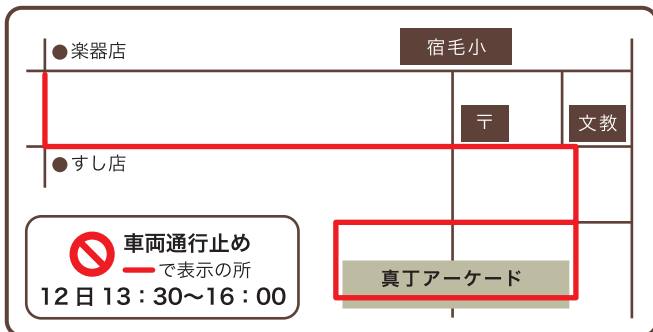 楽器店
宿毛小
〒
文教
すし店
車両通行止め
で表示の所
12日13：30〜16：00
真丁アーケード